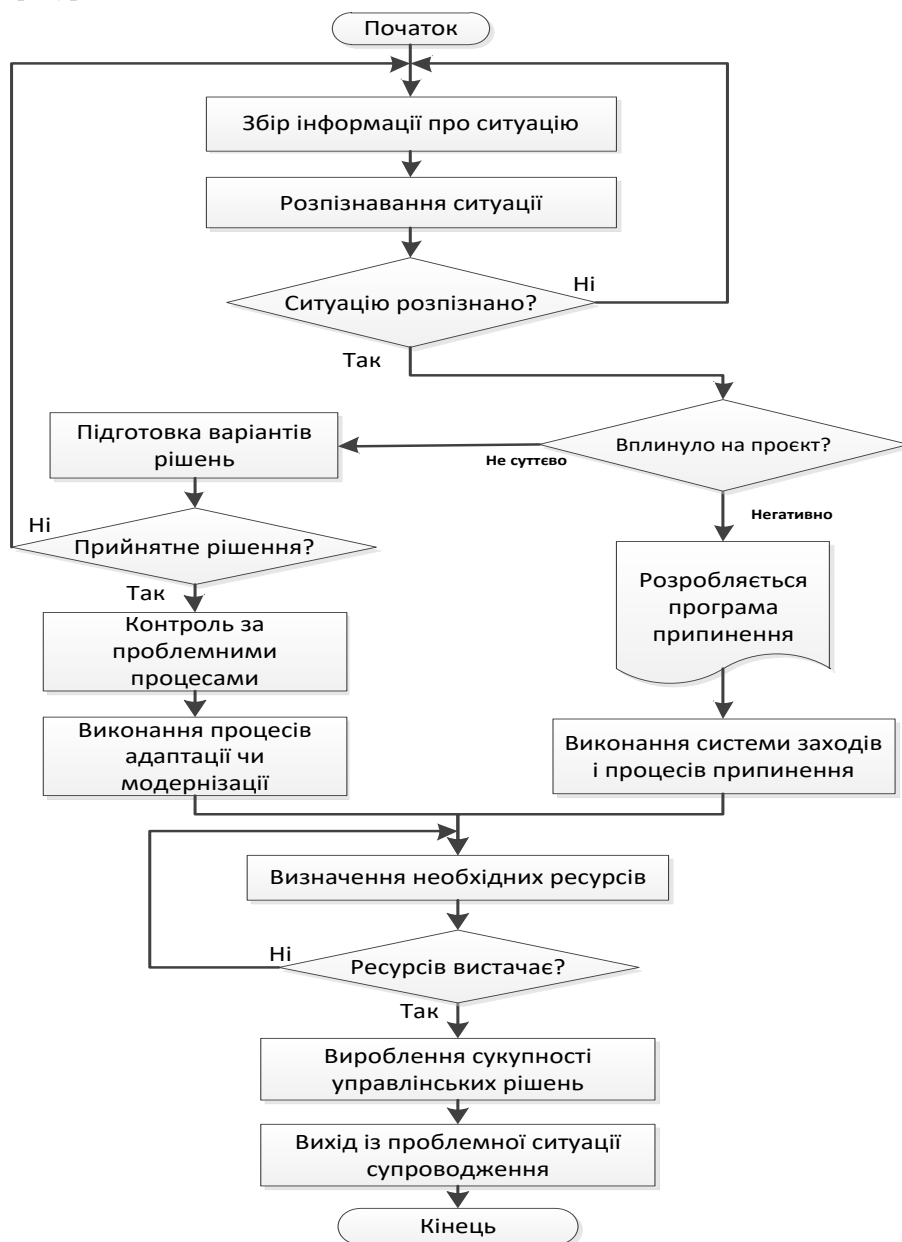 Початок
Збір інформації про ситуацію
Розпізнавання ситуації
Ситуацію розпізнано?
Ні
Так
Підготовка варіантів
рішень
Не суттєво
Вплинуло на проєкт?
Негативно
Ні
Прийнятне рішення?
Так
Розробляється
програма
припинення
Контроль за
проблемними
процесами
Виконання процесів
адаптації чи
модернізації
Виконання системи заходів
і процесів припинення
Визначення необхідних ресурсів
Ні
Ресурсів вистачає?
Так
Вироблення сукупності
управлінських рішень
Вихід із проблемної ситуації
супроводження
Кінець